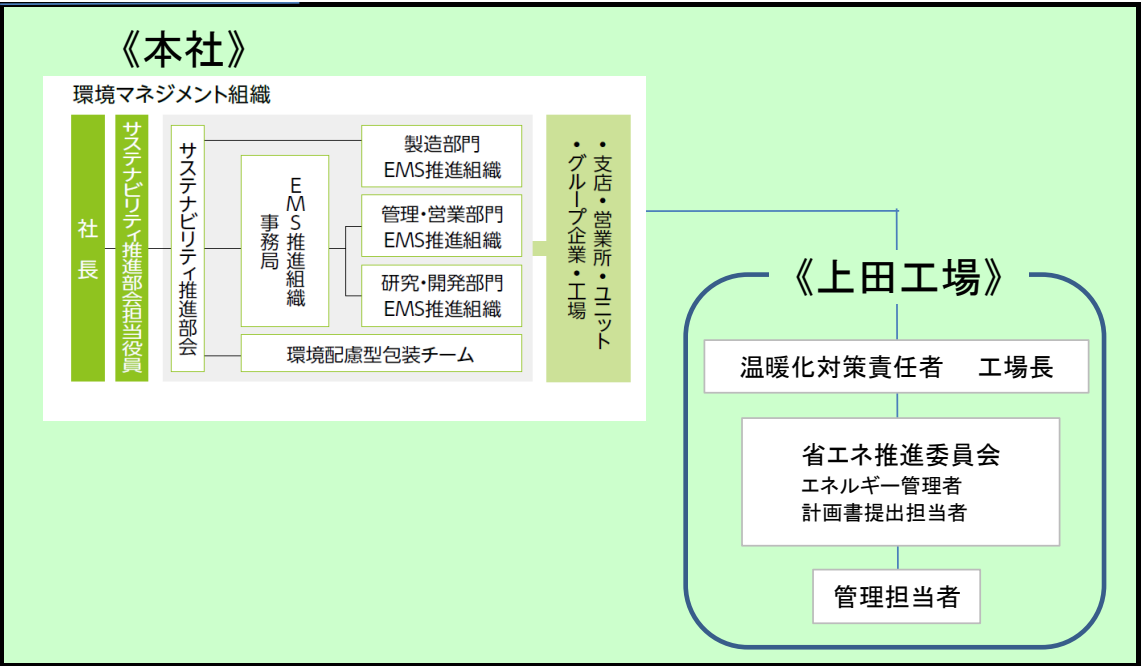 《本社》
環境マネジメント組織
社長
サステナビリティ推進部会担当役員
サステナビリティ推進部会
EMS推進組織
事務局
製造部門
EMS推進組織
管理・営業部門
EMS推進組織
研究・開発部門
EMS推進組織
環境配慮型包装チーム
・支店・営業所・ユニット
・グループ企業・工場
《上田工場》
温暖化対策責任者 工場長
省エネ推進委員会
エネルギー管理者
計画書提出担当者
管理担当者